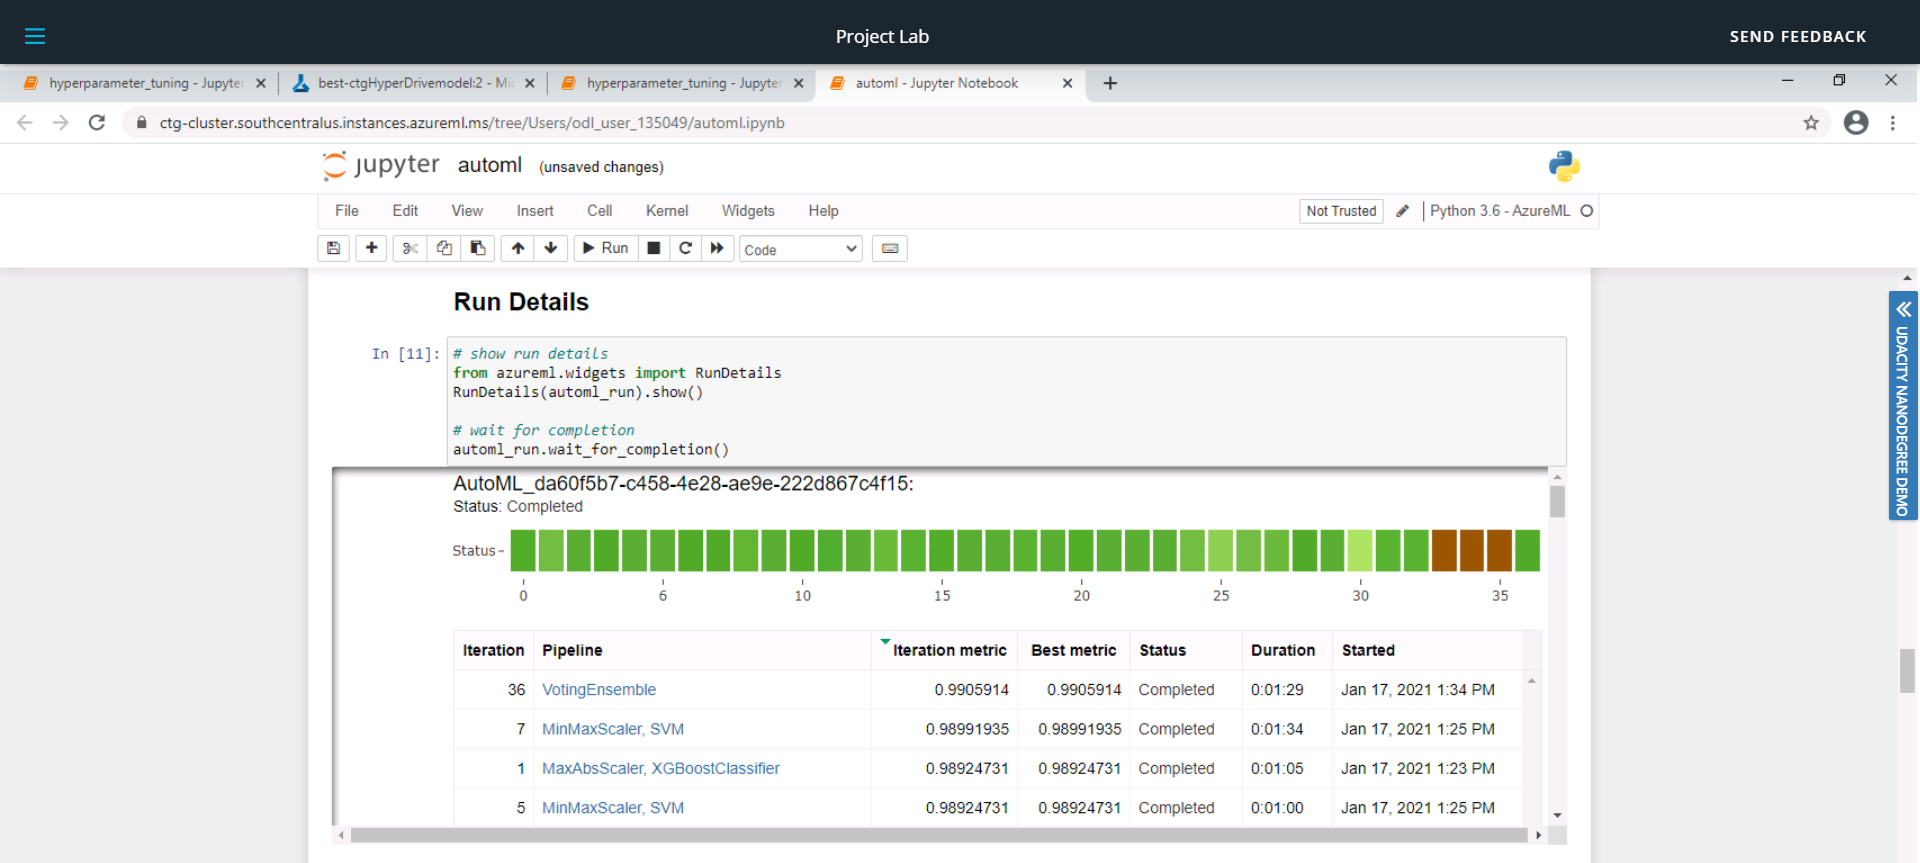 Project Lab
SEND FEEDBACK
hyperparameter_tuning - Jupyter
best-ctgHyperDrivemodel:2 - Mic
hyperparameter_tuning - Jupyter
automl - Jupyter Notebook
ctg-cluster.southcentralus.instances.azureml.ms/tree/Users/odl_user_135049/automl.ipynb
jupyter automl (unsaved changes)
File Edit View Insert Cell Kernel Widgets Help
Not Trusted
Python 3.6 - AzureML
Run
Code
UDACITY NANODEGREE DEMO
Run Details
In [11]:
# show run details
from azureml.widgets import RunDetails
RunDetails(automl_run).show()
# wait for completion
automl_run.wait_for_completion()
AutoML_da60f5b7-c458-4e28-ae9e-222d867c4f15:
Status: Completed
Status
0 6 10 15 20 25 30 35
Iteration Pipeline Iteration metric Best metric Status Duration Started
36 VotingEnsemble 0.9905914 0.9905914 Completed 0:01:29 Jan 17, 2021 1:34 PM
7 MinMaxScaler, SVM 0.98991935 0.98991935 Completed 0:01:34 Jan 17, 2021 1:25 PM
1 MaxAbsScaler, XGBoostClassifier 0.98924731 0.98924731 Completed 0:01:05 Jan 17, 2021 1:23 PM
5 MinMaxScaler, SVM 0.98924731 0.98924731 Completed 0:01:00 Jan 17, 2021 1:25 PM